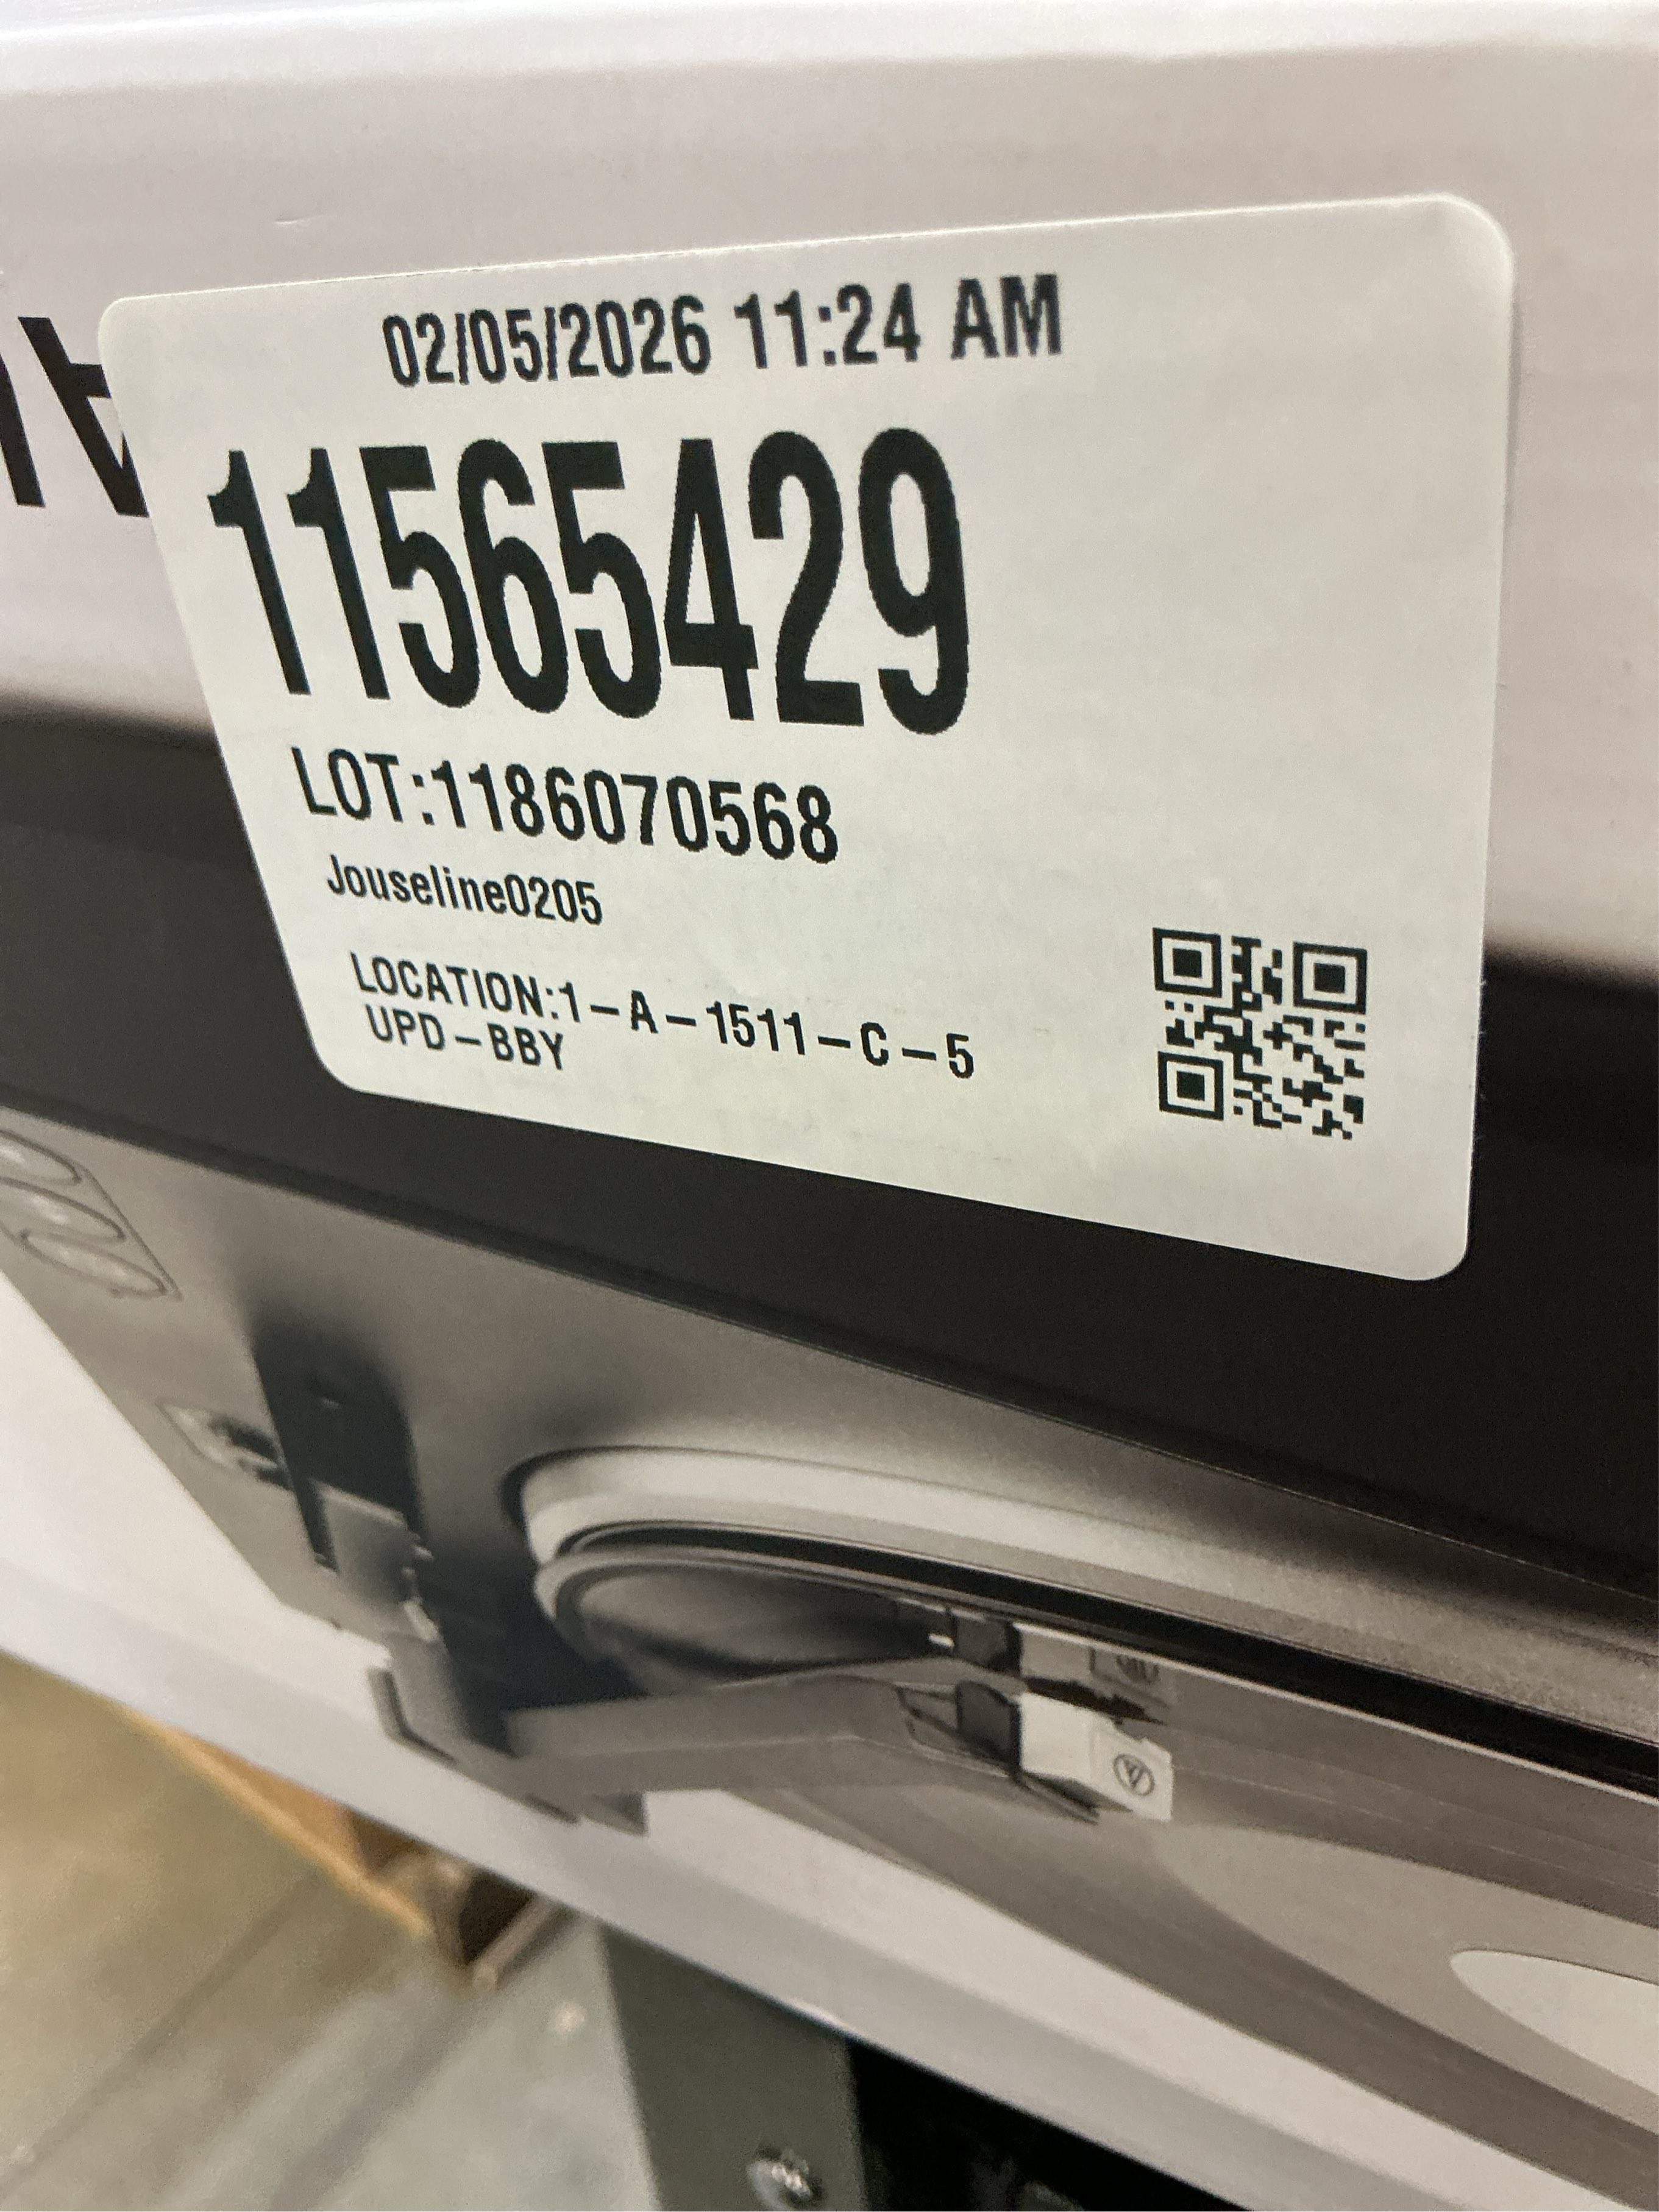 02/05/2026 11:24 AM
11565429
LOT:1186070568
Jouseline0205
LOCATION:1-A-1511-C-5
UPD-BBY